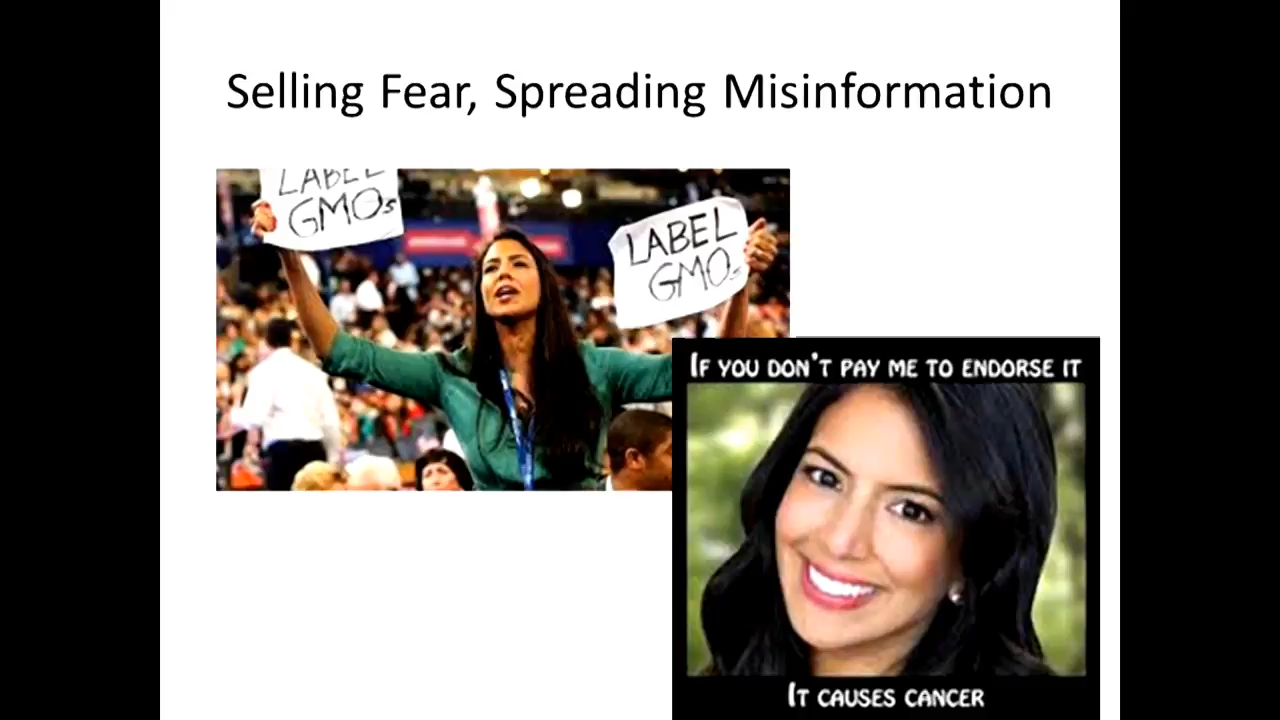 Selling Fear, Spreading Misinformation
LABEL
GMOs
LABEL
GMOs
IF YOU DON'T PAY ME TO ENDORSE IT
IT CAUSES CANCER